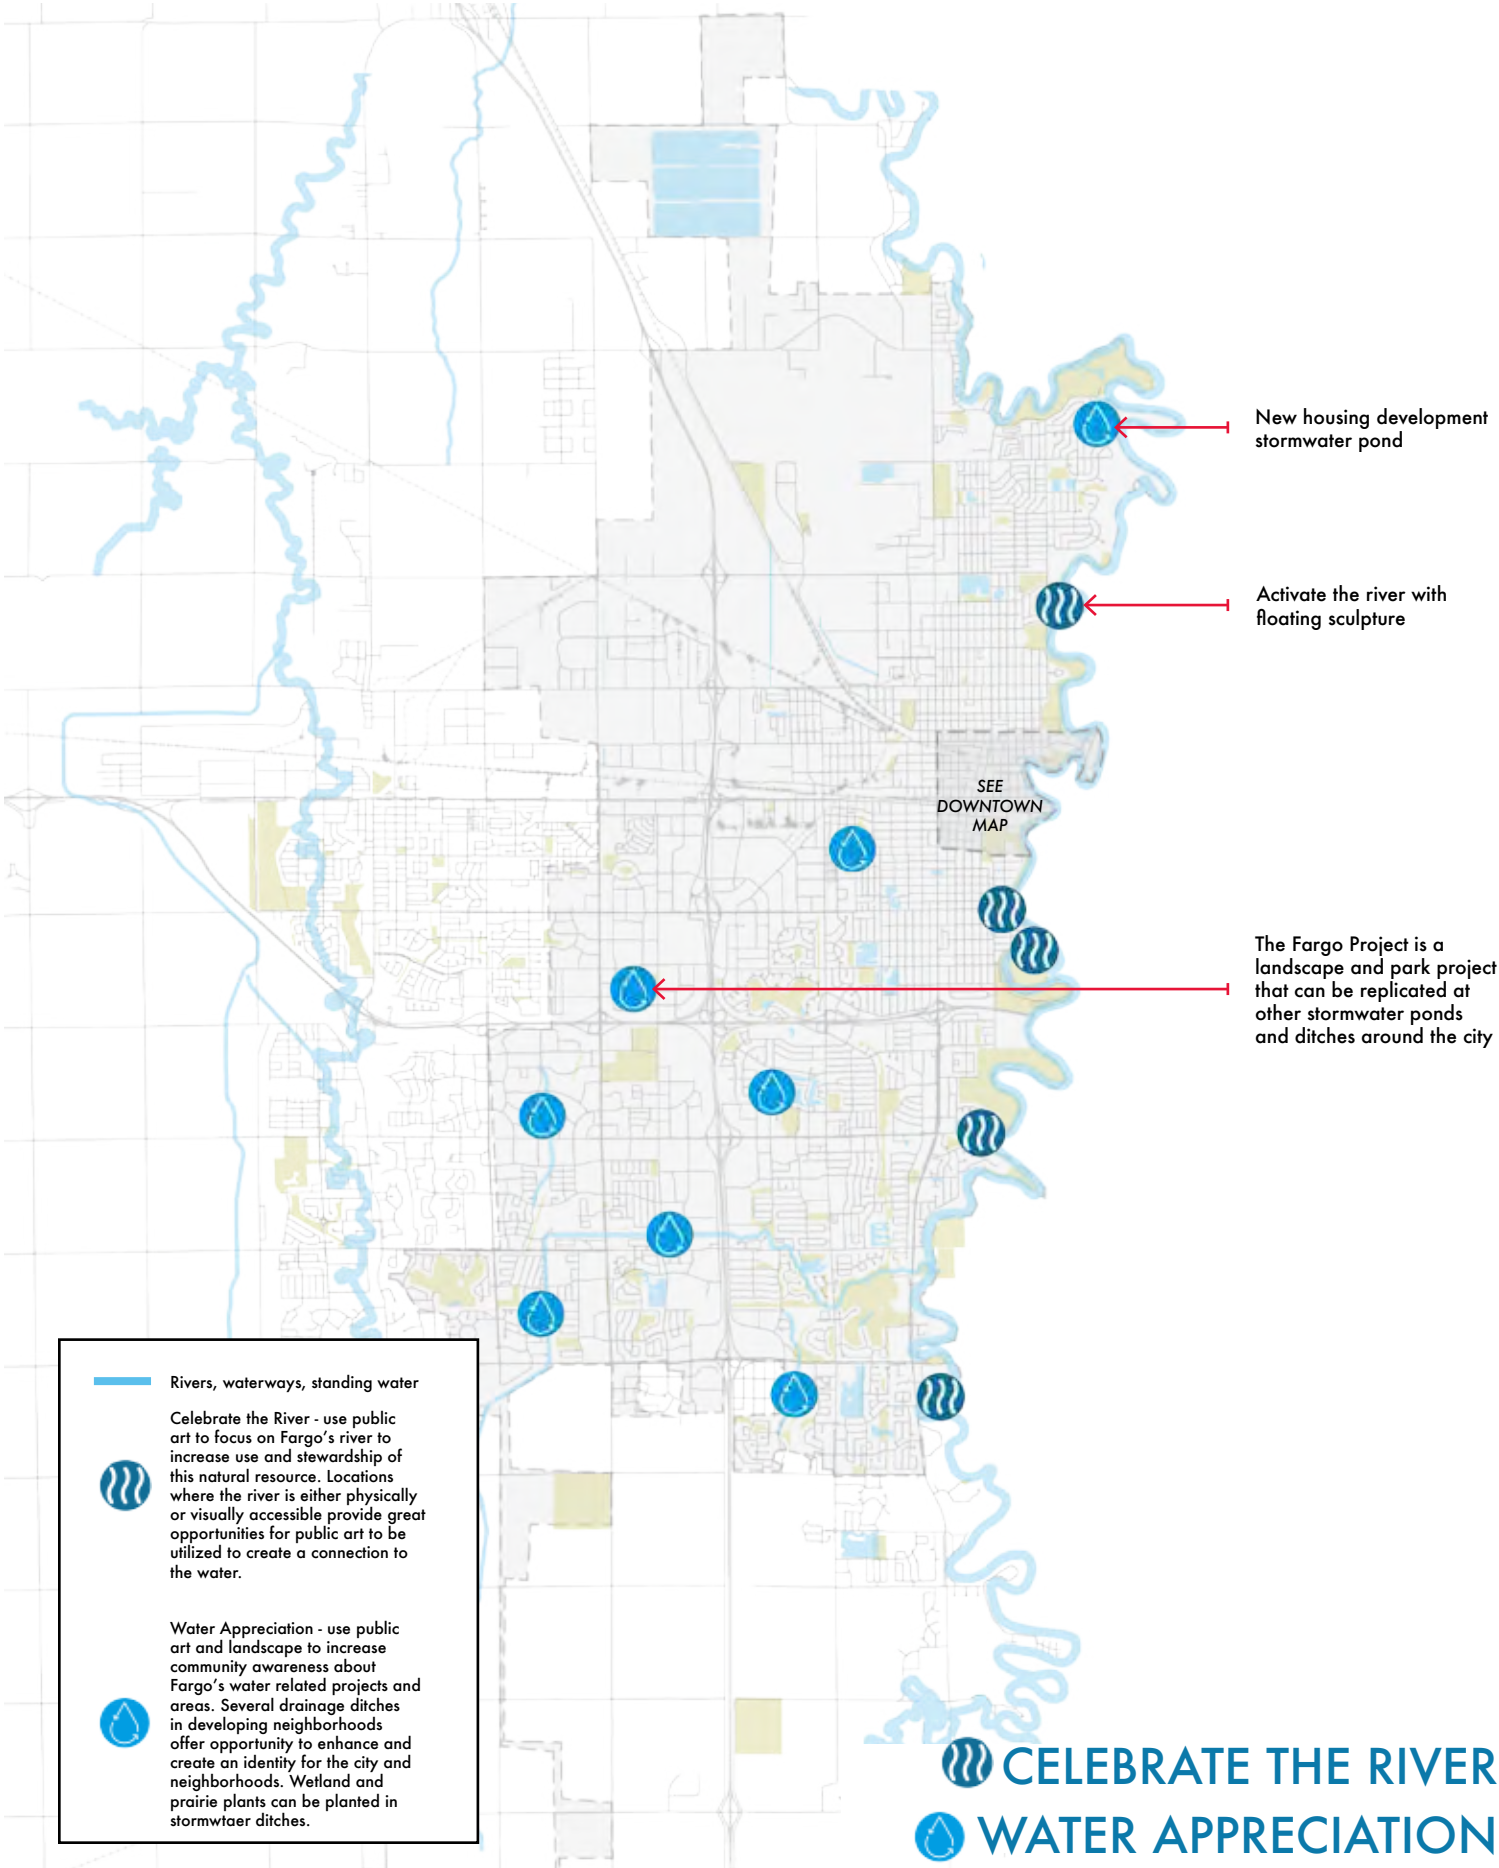 New housing development
stormwater pond
Activate the river with
floating sculpture
SEE
DOWNTOWN
MAP
The Fargo Project is a
landscape and park project
that can be replicated at
other stormwater ponds
and ditches around the city
Rivers, waterways, standing water
Celebrate the River - use public
art to focus on Fargo's river to
increase use and stewardship of
this natural resource. Locations
where the river is either physically
or visually accessible provide great
opportunities for public art to be
utilized to create a connection to
the water.
Water Appreciation - use public
art and landscape to increase
community awareness about
Fargo's water related projects and
areas. Several drainage ditches
in developing neighborhoods
offer opportunity to enhance and
create an identity for the city and
neighborhoods. Wetland and
prairie plants can be planted in
stormwtaer ditches.
CELEBRATE THE RIVER
WATER APPRECIATION